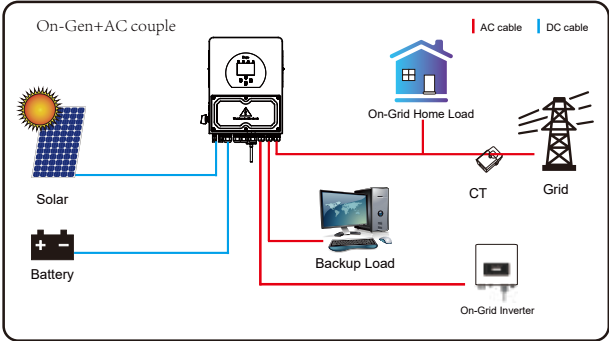 On-Gen+AC couple
AC cable
DC cable
On-Grid Home Load
Solar
CT
Grid
Battery
Backup Load
On-Grid Inverter